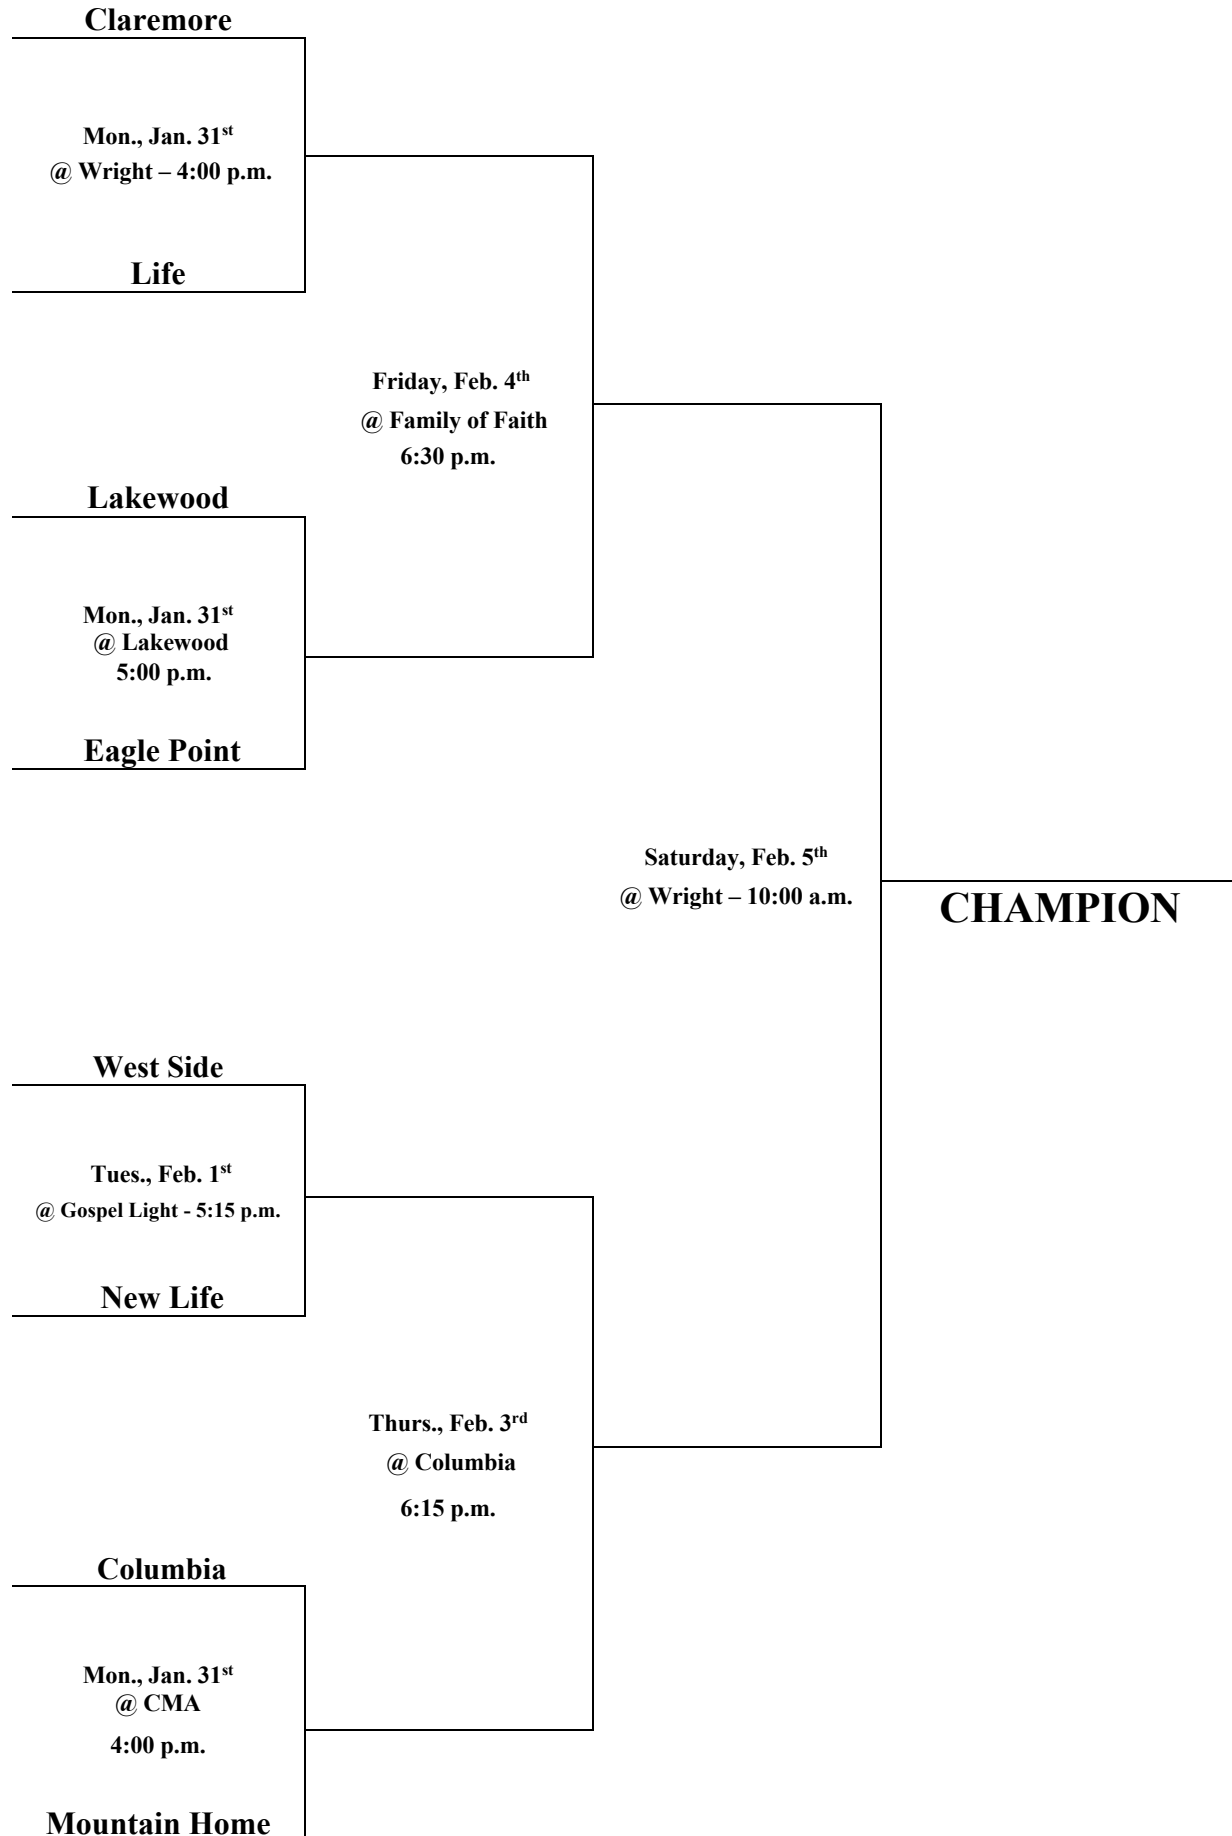 Claremore
Mon., Jan. 31st
@ Wright – 4:00 p.m.
Life
Friday, Feb. 4th
@ Family of Faith
6:30 p.m.
Lakewood
Mon., Jan. 31st
@ Lakewood
5:00 p.m.
Eagle Point
Saturday, Feb. 5th
@ Wright – 10:00 a.m.
CHAMPION
West Side
Tues., Feb. 1st
@ Gospel Light - 5:15 p.m.
New Life
Thurs., Feb. 3rd
@ Columbia
6:15 p.m.
Columbia
Mon., Jan. 31st
@ CMA
4:00 p.m.
Mountain Home